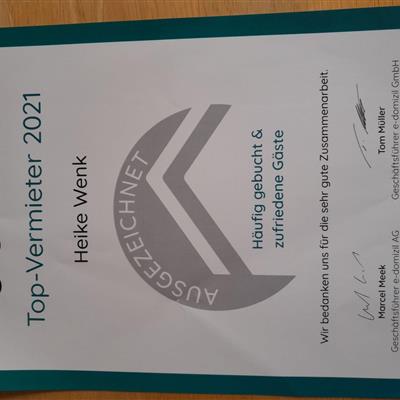 Top-Vermieter 2021
Heike Wenk
AUSGEZEICHNET
Häufig gebucht &
zufriedene Gäste
Wir bedanken uns für die sehr gute Zusammenarbeit.
Marcel Meek
Geschäftsführer e-domizil AG
Tom Müller
Geschäftsführer e-domizil GmbH